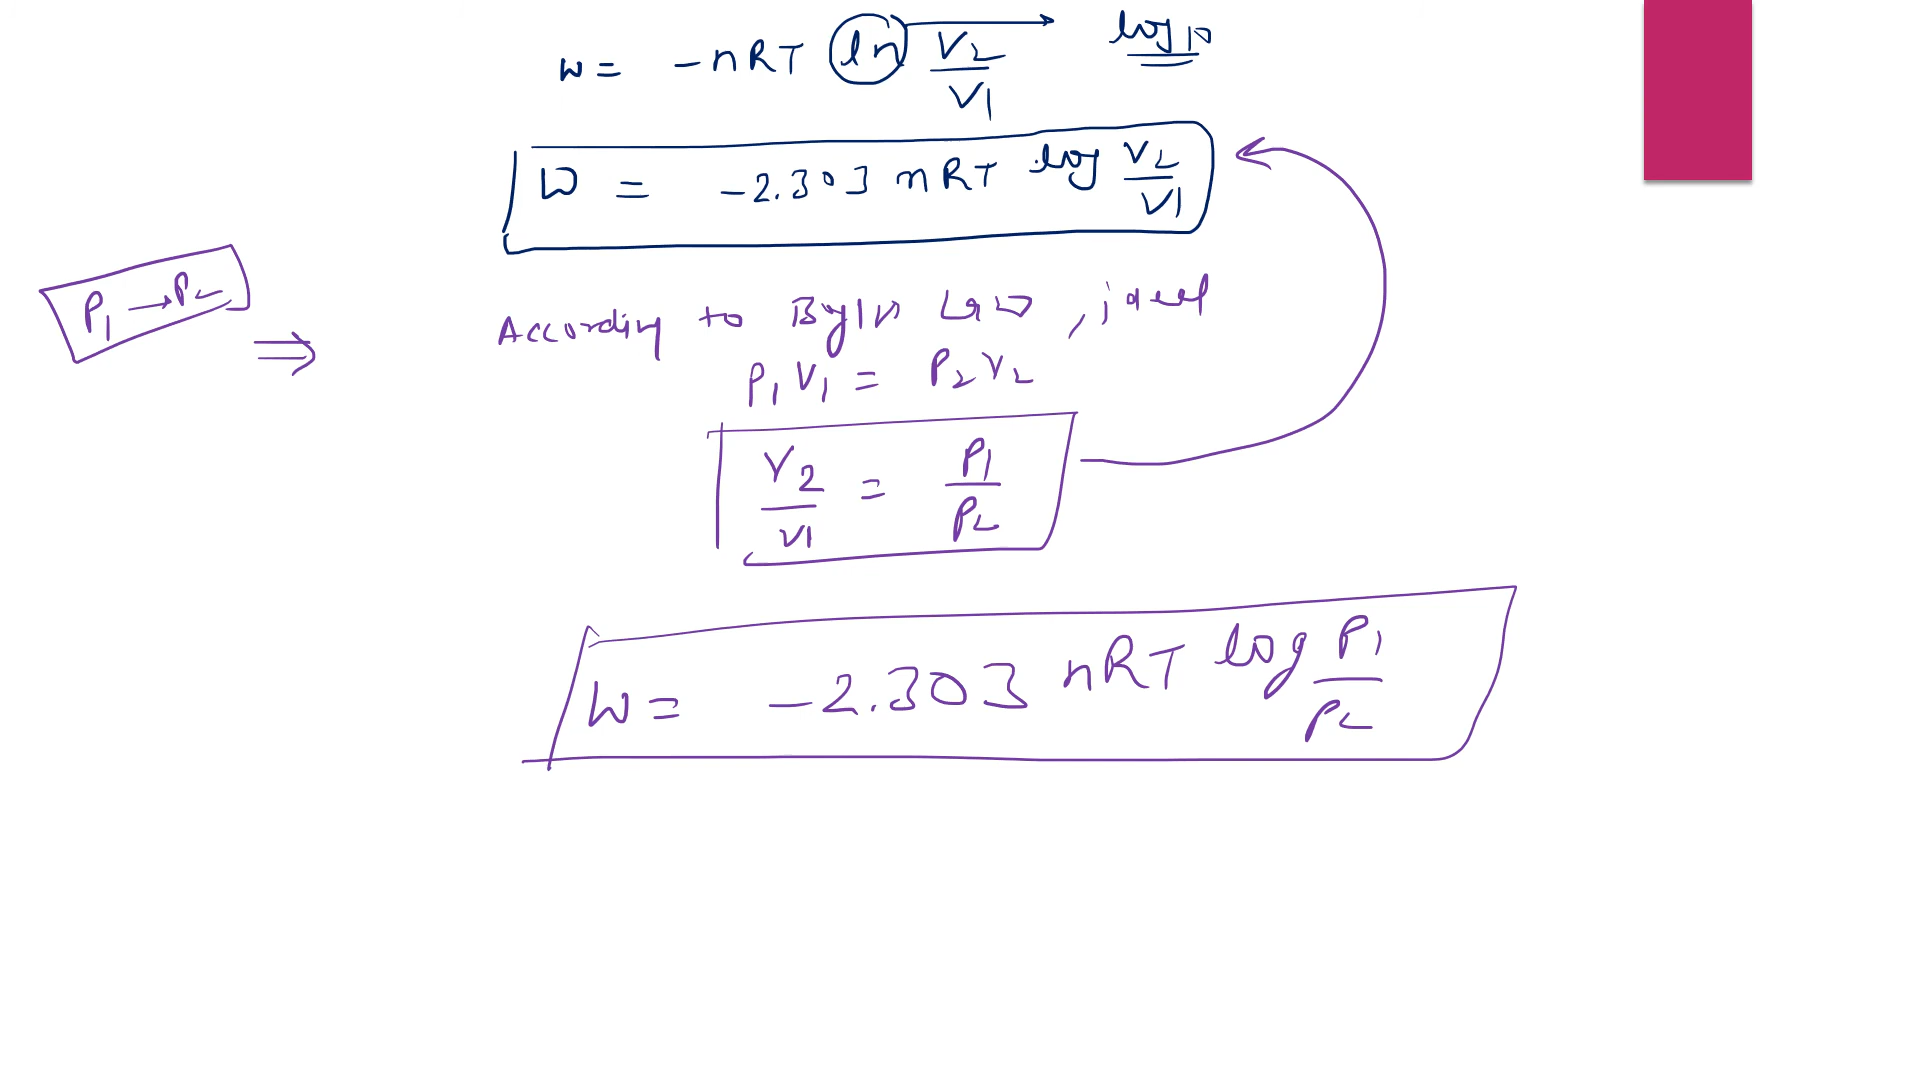 w = -nRT ln V2/V1 → log10
W = -2.303 nRT log V2/V1
P1 → P2
⇒
According to Law, ideal
P1V1 = P2V2
V2/V1 = P1/P2
W = -2.303 nRT log P1/P2